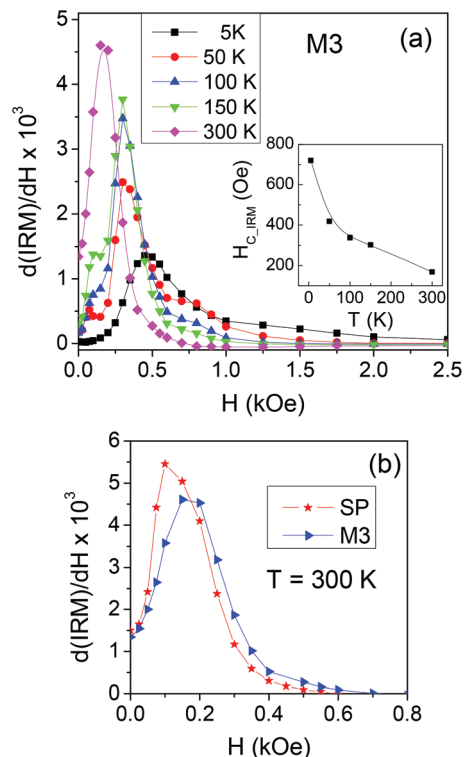 M3 (a)
5K
50 K
100 K
150 K
300 K
d(IRM)/dH x 10³
5
4
3
2
1
0
0.0 0.5 1.0 1.5 2.0 2.5
H (kOe)
H_C_IRM (Oe)
800
600
400
200
0 100 200 300
T (K)
(b)
SP
M3
T = 300 K
d(IRM)/dH x 10³
6
5
4
3
2
1
0
0.0 0.2 0.4 0.6 0.8
H (kOe)